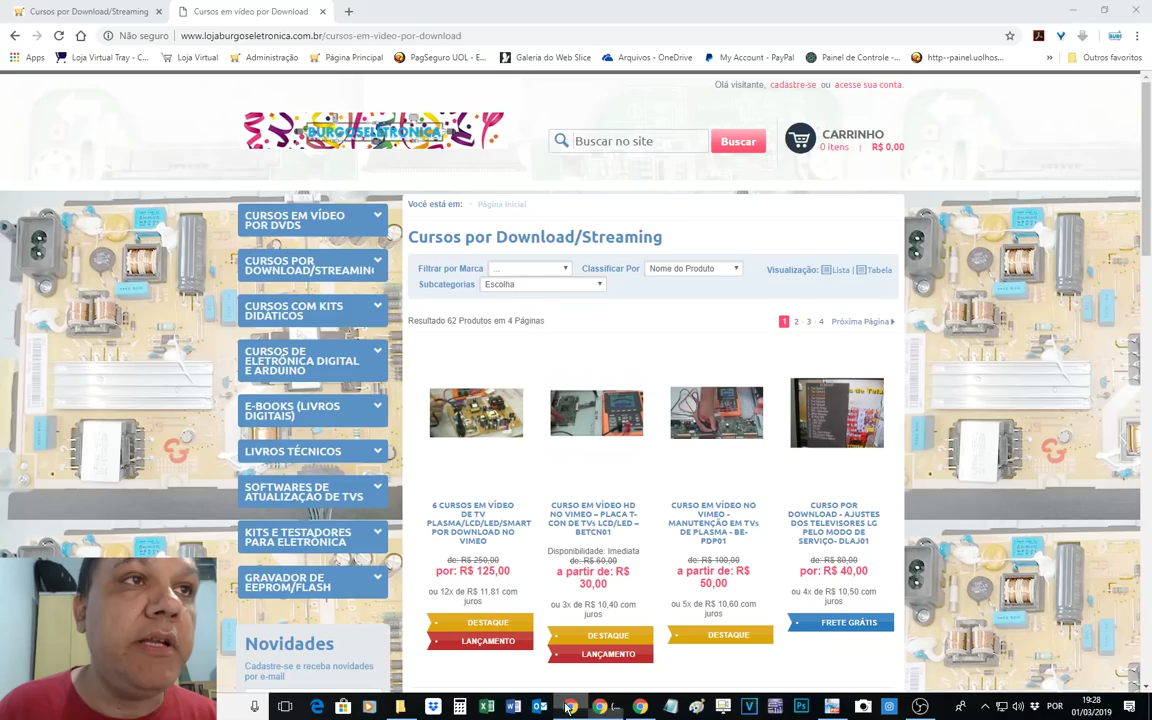 Cursos por Download/Streaming
Cursos em vídeo por Download
Não seguro
www.lojaburgoseletronica.com.br/cursos-em-video-por-download
Apps
Loja Virtual Tray - C...
Loja Virtual
Administração
Página Principal
PagSeguro UOL - E...
Galeria do Web Slice
Arquivos - OneDrive
My Account - PayPal
Painel de Controle -...
http--painel.uolhos...
»
Outros favoritos
Olá visitante, cadastre-se ou acesse sua conta.
BURGOSELETRONICA
Buscar no site
Buscar
CARRINHO
0 itens | R$ 0,00
Você está em: Página Inicial
CURSOS EM VÍDEO
POR DVDS
CURSOS POR
DOWNLOAD/STREAMING
CURSOS COM KITS
DIDÁTICOS
CURSOS DE
ELETRÔNICA DIGITAL
E ARDUINO
E-BOOKS (LIVROS
DIGITAIS)
LIVROS TÉCNICOS
SOFTWARES DE
ATUALIZAÇÃO DE TVS
KITS E TESTADORES
PARA ELETRÔNICA
GRAVADOR DE
EEPROM/FLASH
Novidades
Cadastre-se e receba novidades
por e-mail
Cursos por Download/Streaming
Filtrar por Marca ... Classificar Por Nome do Produto Visualização: Lista | Tabela
Subcategorias Escolha
Resultado 62 Produtos em 4 Páginas
1 2 3 4 Próxima Página
6 CURSOS EM VÍDEO
DE TV
PLASMA/LCD/LED/SMART
POR DOWNLOAD NO
VIMEO
de: R$ 250,00
por: R$ 125,00
ou 12x de R$ 11,81 com
juros
DESTAQUE
LANÇAMENTO
CURSO EM VÍDEO HD
NO VIMEO – PLACA T-
CON DE TVs LCD/LED –
BETCN01
Disponibilidade: Imediata
de: R$ 60,00
a partir de: R$
30,00
ou 3x de R$ 10,40 com
juros
DESTAQUE
LANÇAMENTO
CURSO EM VÍDEO NO
VIMEO -
MANUTENÇÃO EM TVs
DE PLASMA - BE-
PDP01
de: R$ 100,00
a partir de: R$
50,00
ou 5x de R$ 10,60 com
juros
DESTAQUE
CURSO POR
DOWNLOAD - AJUSTES
DOS TELEVISORES LG
PELO MODO DE
SERVIÇO- DLAJ01
de: R$ 80,00
por: R$ 40,00
ou 4x de R$ 10,50 com
juros
FRETE GRÁTIS
POR
19:28
01/03/2019